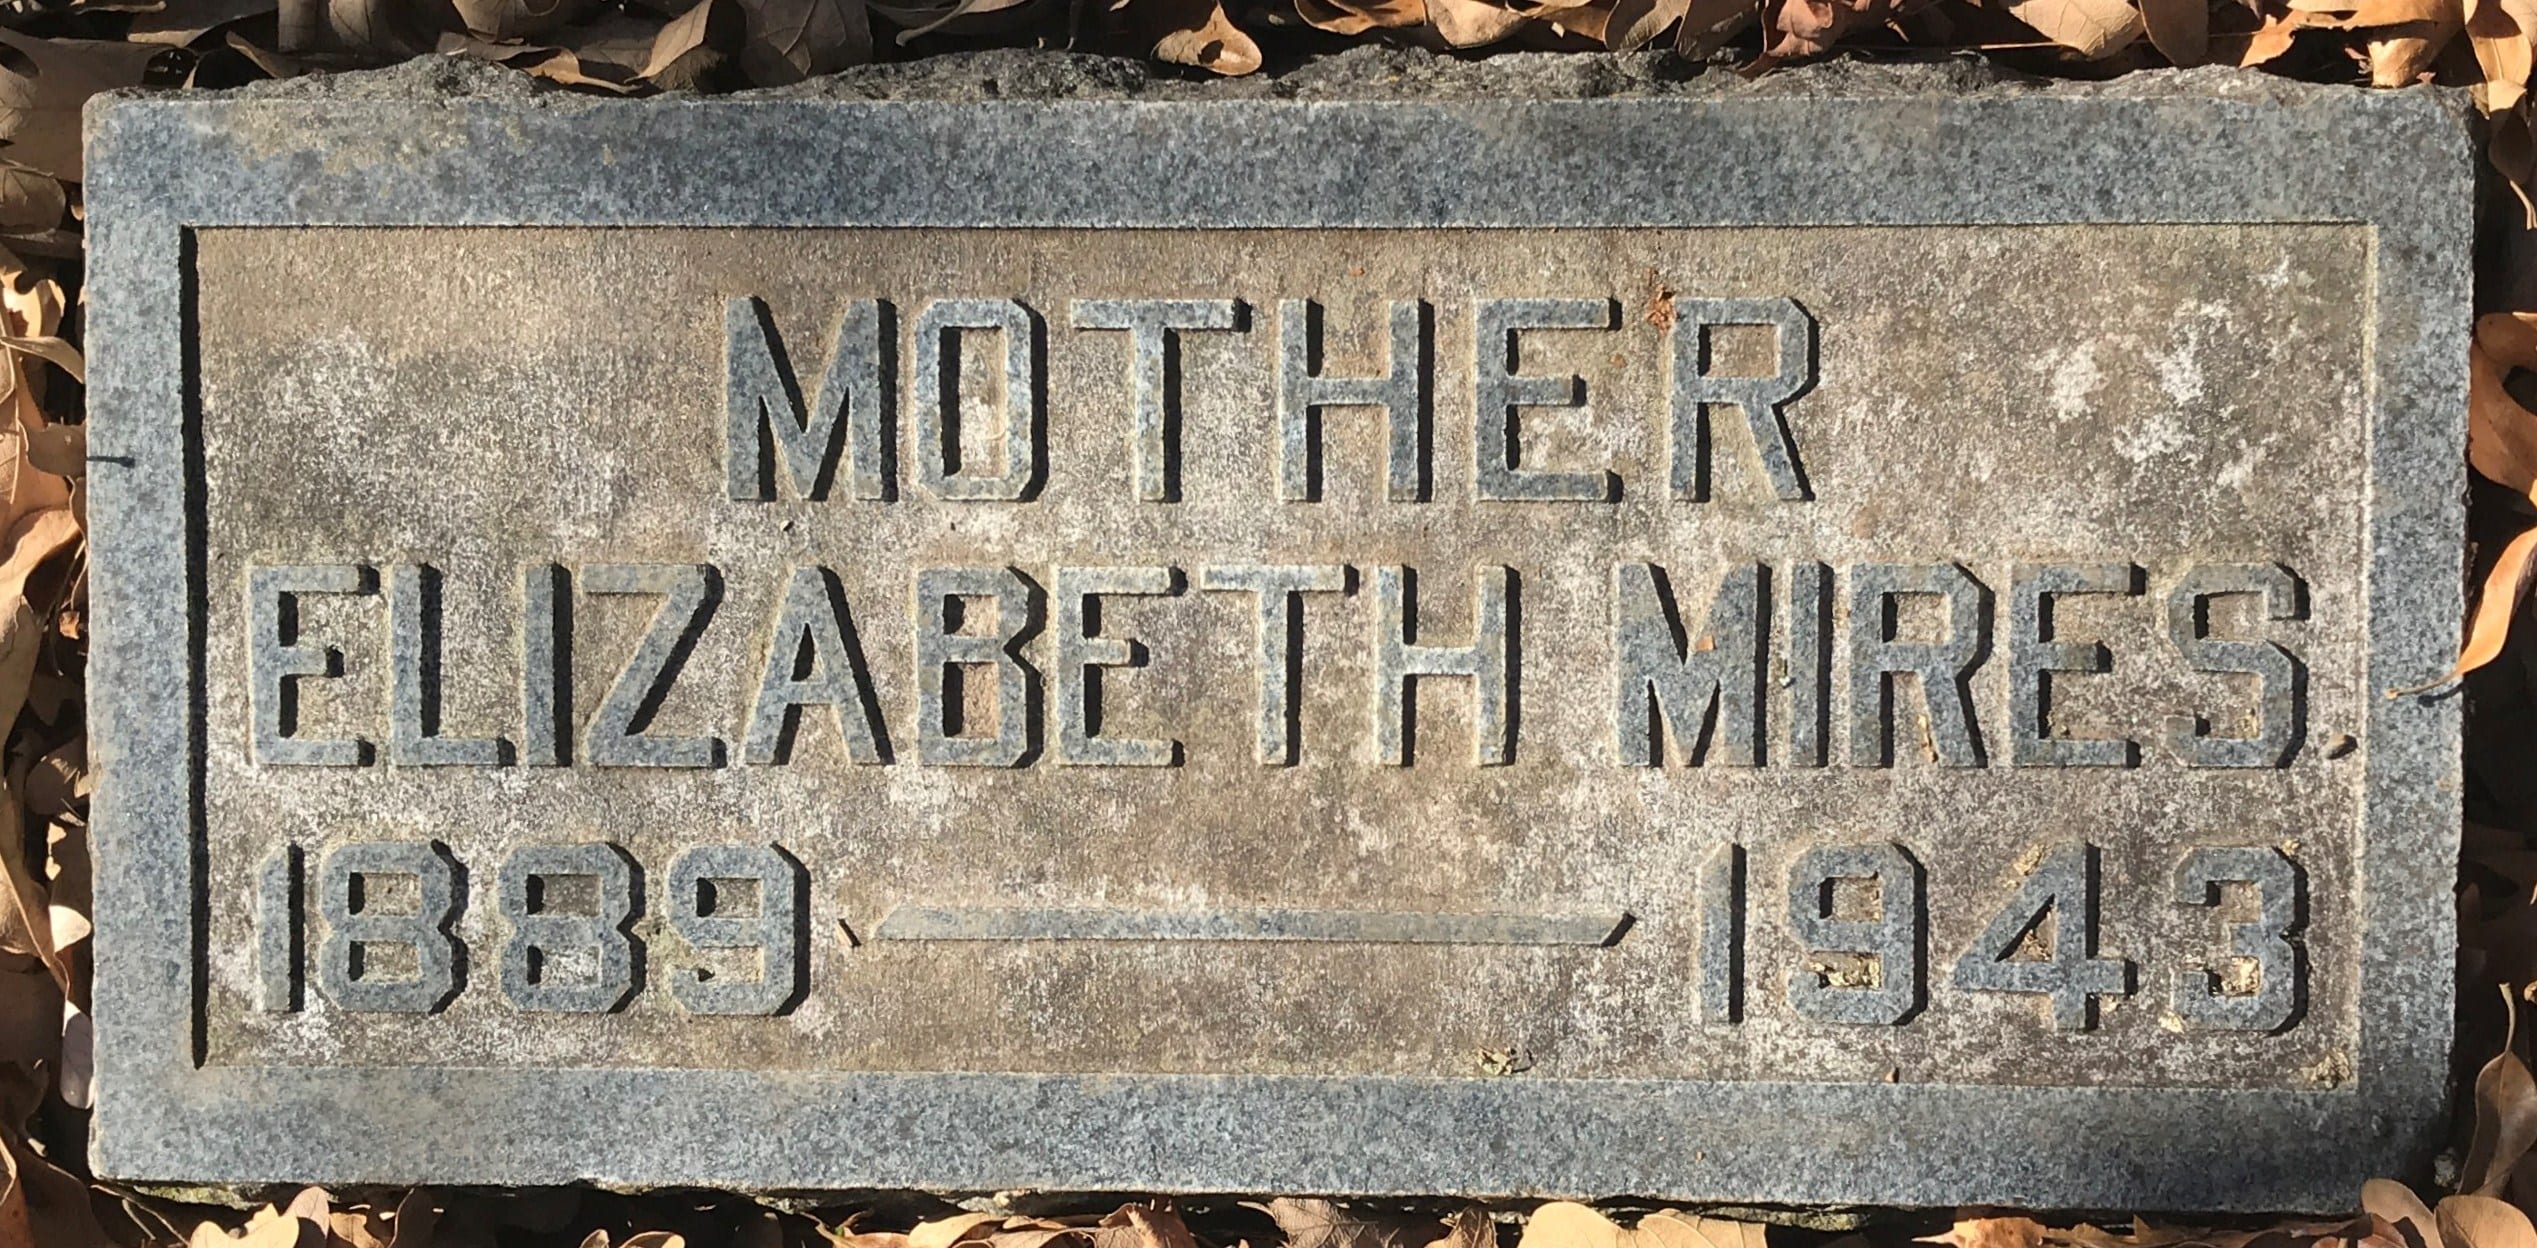 MOTHER
ELIZABETH MIRES
1889 — 1943